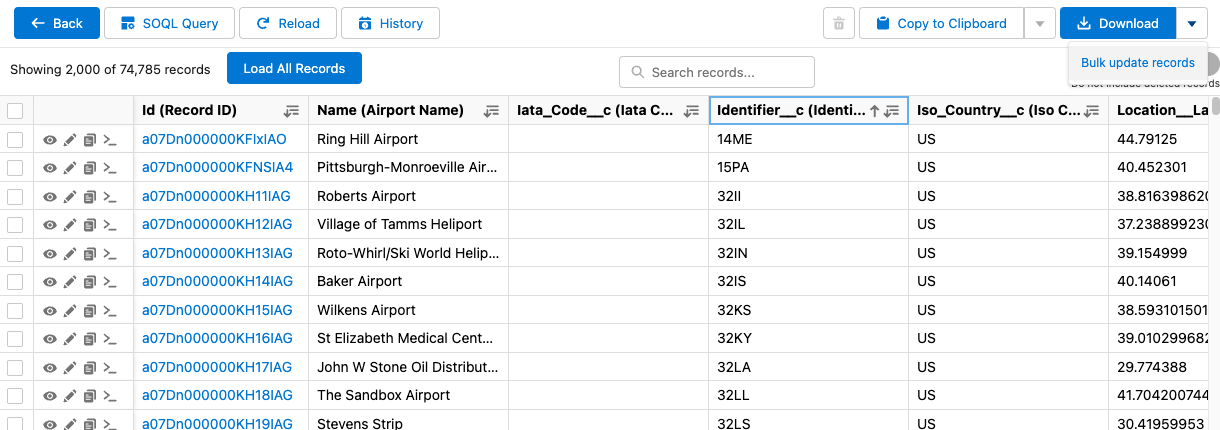 Back SOQL Query Reload History Copy to Clipboard Download
Bulk update records
Showing 2,000 of 74,785 records Load All Records Search records...
Do not include deleted records
Id (Record ID) Name (Airport Name) Iata_Code__c (Iata C... Identifier__c (Identi... Iso_Country__c (Iso C... Location__La
a07Dn000000KFIxIAO Ring Hill Airport 14ME US 44.79125
a07Dn000000KFNSIA4 Pittsburgh-Monroeville Air... 15PA US 40.452301
a07Dn000000KH11IAG Roberts Airport 32II US 38.816398620
a07Dn000000KH12IAG Village of Tamms Heliport 32IL US 37.238899230
a07Dn000000KH13IAG Roto-Whirl/Ski World Helip... 32IN US 39.154999
a07Dn000000KH14IAG Baker Airport 32IS US 40.14061
a07Dn000000KH15IAG Wilkens Airport 32KS US 38.593101501
a07Dn000000KH16IAG St Elizabeth Medical Cent... 32KY US 39.010299682
a07Dn000000KH17IAG John W Stone Oil Distribut... 32LA US 29.774388
a07Dn000000KH18IAG The Sandbox Airport 32LL US 41.704200744
a07Dn000000KH19IAG Stevens Strip 32LS US 30.41959953